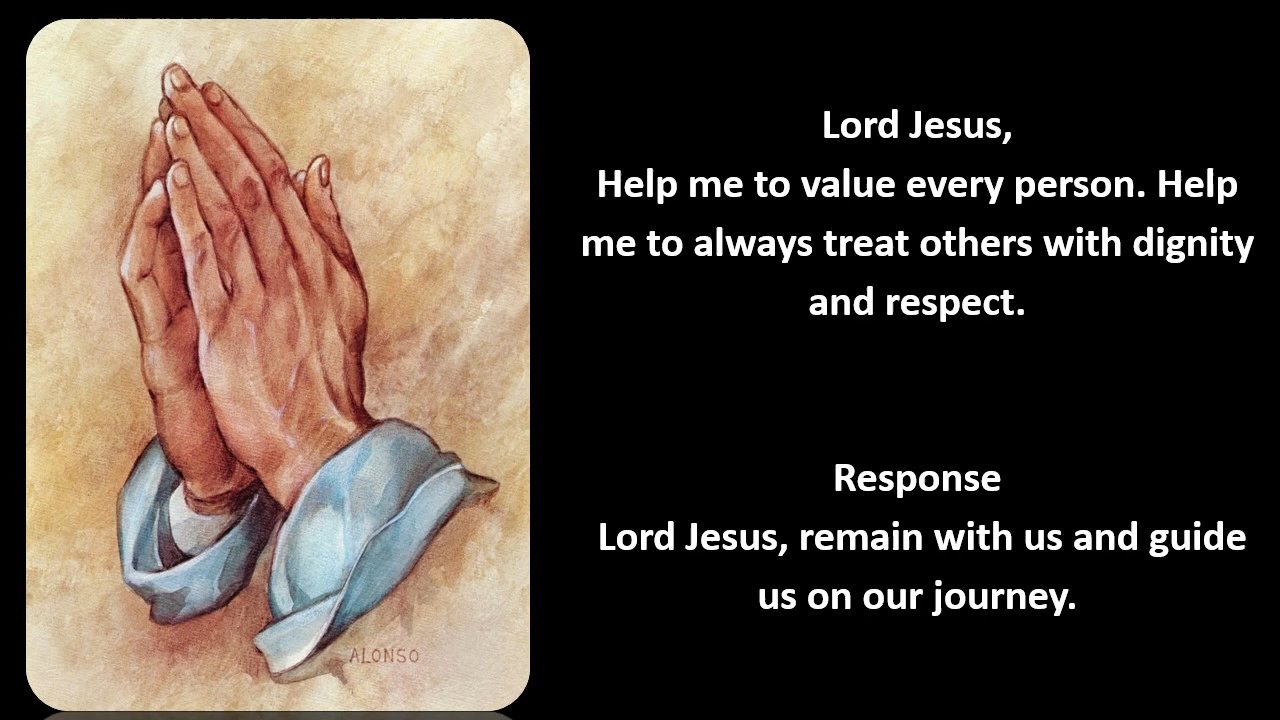 Lord Jesus,
Help me to value every person. Help
me to always treat others with dignity
and respect.
Response
Lord Jesus, remain with us and guide
us on our journey.
ALONSO